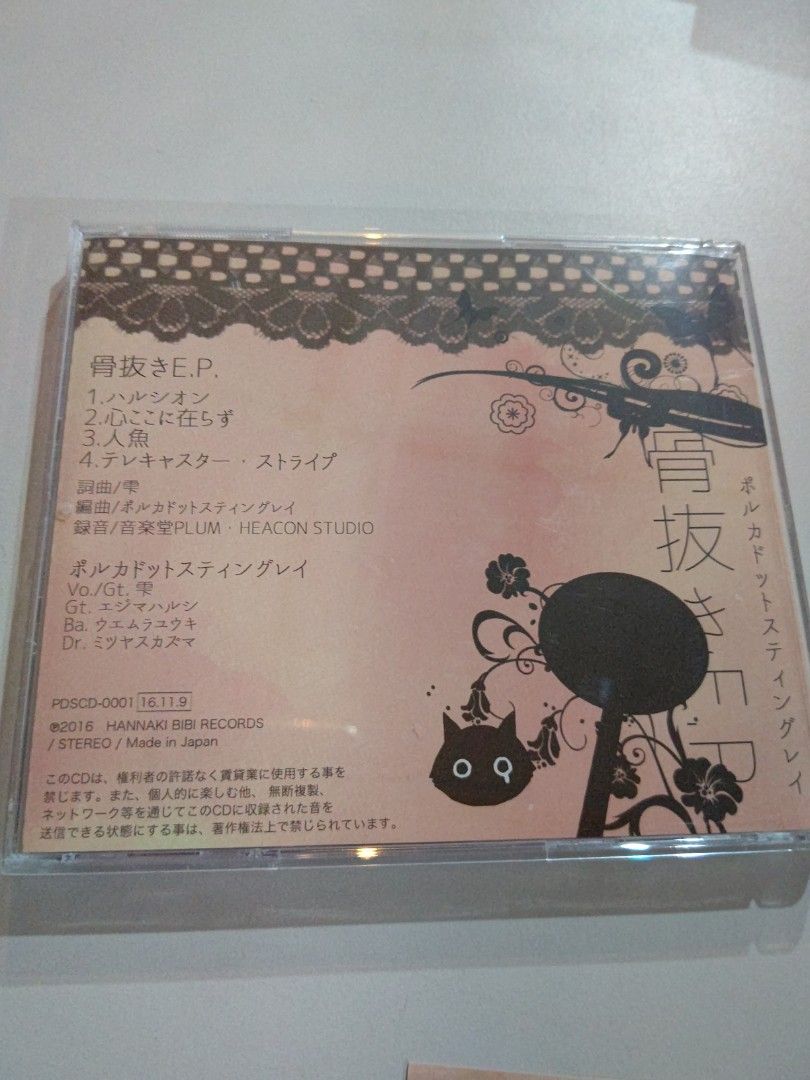 骨抜きE.P.
1.ハルシオン
2.心ここに在らず
3.人魚
4.テレキャスター・ストライプ
詞曲/雫
編曲/ポルカドットスティングレイ
録音/音楽堂PLUM・HEACON STUDIO
ポルカドットスティングレイ
Vo./Gt. 雫
Gt. エジマハルシ
Ba. ウエムラユウキ
Dr. ミツヤスカズマ
PDSCD-0001 16.11.9
℗2016 HANNAKI BIBI RECORDS
/ STEREO / Made in Japan
このCDは、権利者の許諾なく賃貸業に使用する事を
禁じます。また、個人的に楽しむ他、無断複製、
ネットワーク等を通じてこのCDに収録された音を
送信できる状態にする事は、著作権法上で禁じられています。
骨抜きE.P
ポルカドットスティングレイ